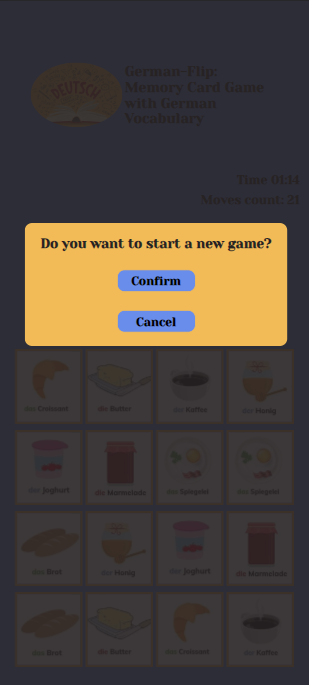 DEUTSCH
German-Flip:
Memory Card Game
with German
Vocabulary
Time 01:14
Moves count: 21
Do you want to start a new game?
Confirm
Cancel
das Croissant
die Butter
der Kaffee
der Honig
der Joghurt
die Marmelade
das Spiegelei
das Spiegelei
das Brot
der Honig
der Joghurt
die Marmelade
das Brot
die Butter
das Croissant
der Kaffee